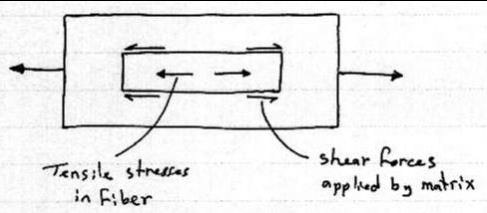 Tensile stresses
in Fiber
shear forces
applied by matrix